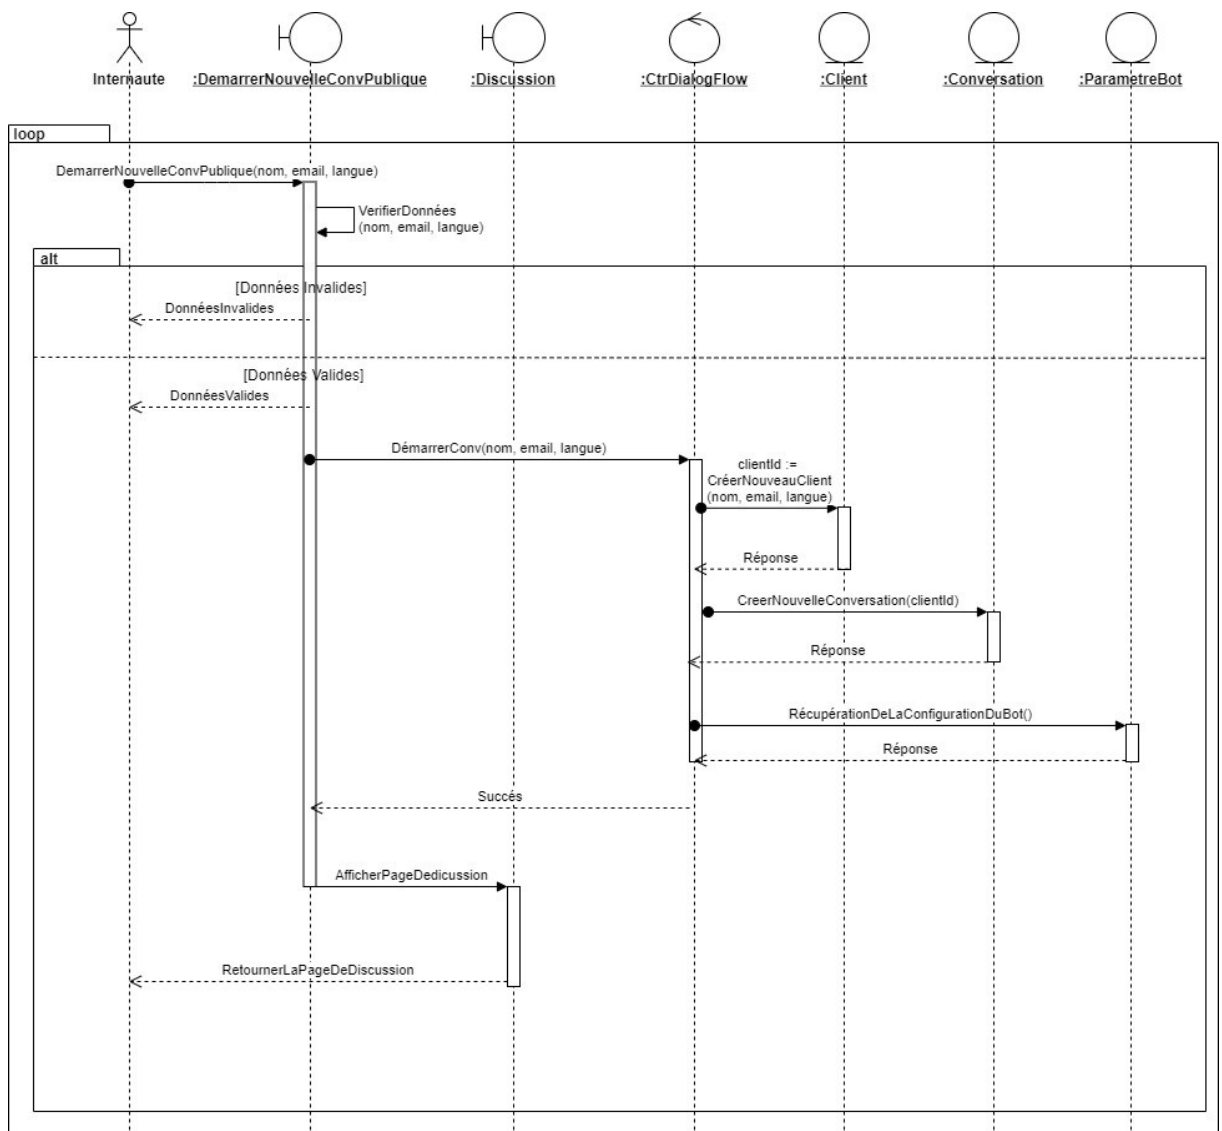 Internaute
:DemarrerNouvelleConvPublique
:Discussion
:CtrDialogFlow
:Client
:Conversation
:ParametreBot
loop
DemarrerNouvelleConvPublique(nom, email, langue)
VerifierDonnées
(nom, email, langue)
alt
[Données Invalides]
DonnéesInvalides
[Données Valides]
DonnéesValides
DémarrerConv(nom, email, langue)
clientId :=
CréerNouveauClient
(nom, email, langue)
Réponse
CreerNouvelleConversation(clientId)
Réponse
RécupérationDeLaConfigurationDuBot()
Réponse
Succés
AfficherPageDedicussion
RetournerLaPageDeDiscussion